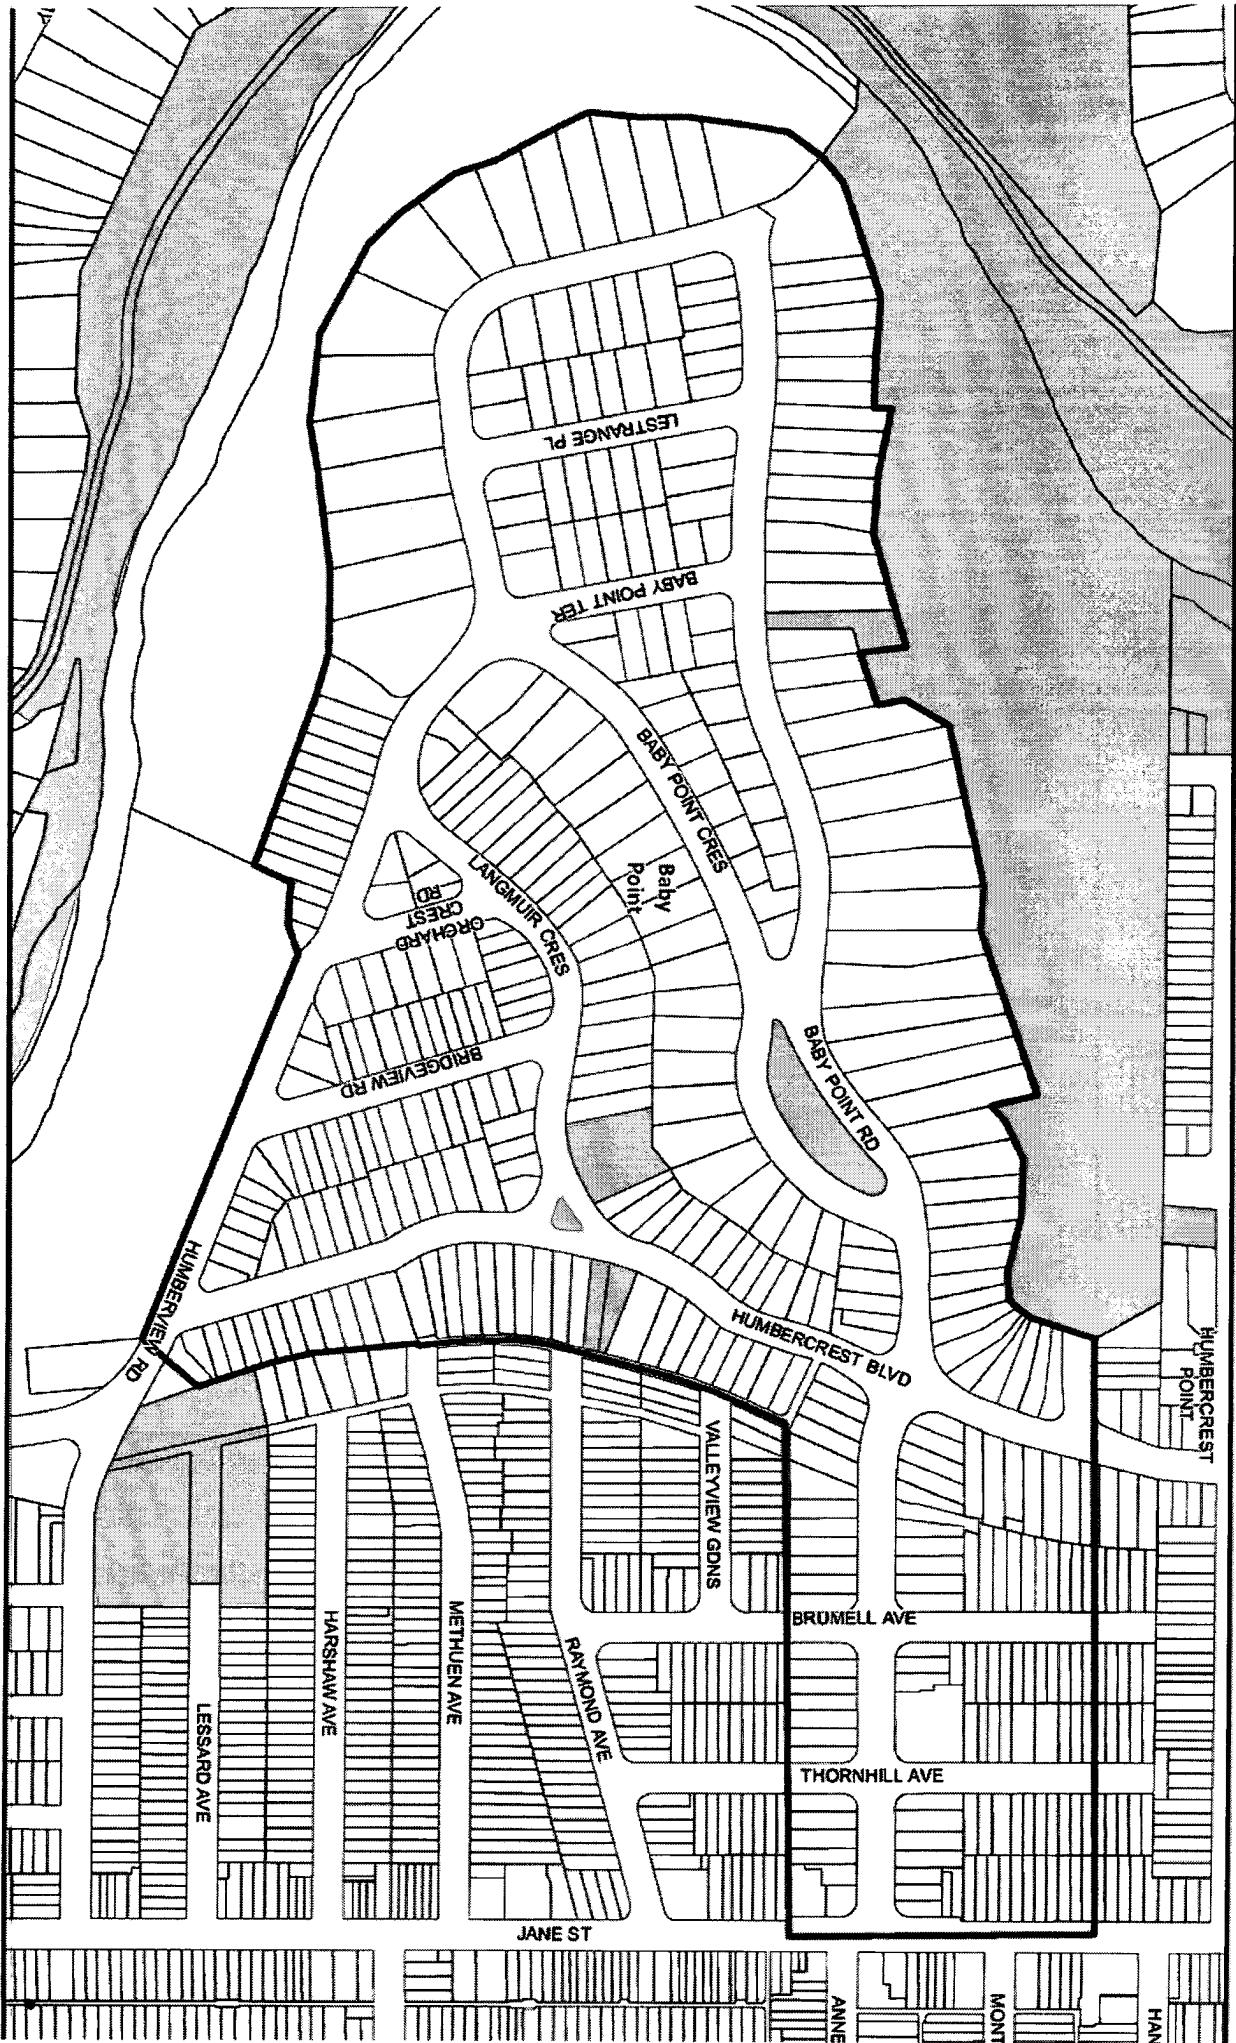 LESTRANGE PL
BABY POINT TER
BABY POINT CRES
Baby
Point
LANGMUIR CRES
ORCHARD
CREST
RD
BRIDGEVIEW RD
BABY POINT RD
HUMBERVIEW RD
HUMBERCREST BLVD
HUMBERCREST
POINT
VALLEYVIEW GDNS
BRUMELL AVE
METHUEN AVE
HARSHAW AVE
RAYMOND AVE
LESSARD AVE
THORNHILL AVE
JANE ST
ANNE
MONT
HAN